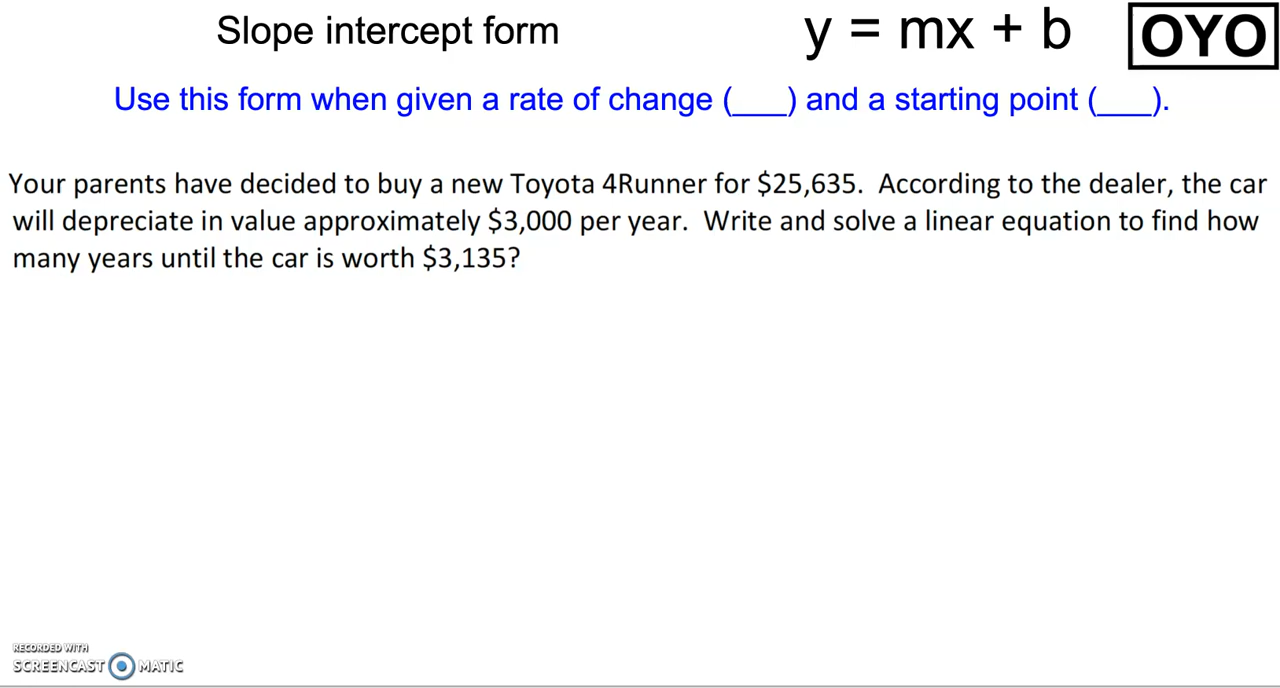 Slope intercept form y = mx + b OYO
Use this form when given a rate of change (___) and a starting point (___).
Your parents have decided to buy a new Toyota 4Runner for $25,635. According to the dealer, the car
will depreciate in value approximately $3,000 per year. Write and solve a linear equation to find how
many years until the car is worth $3,135?
RECORDED WITH
SCREENCAST MATIC